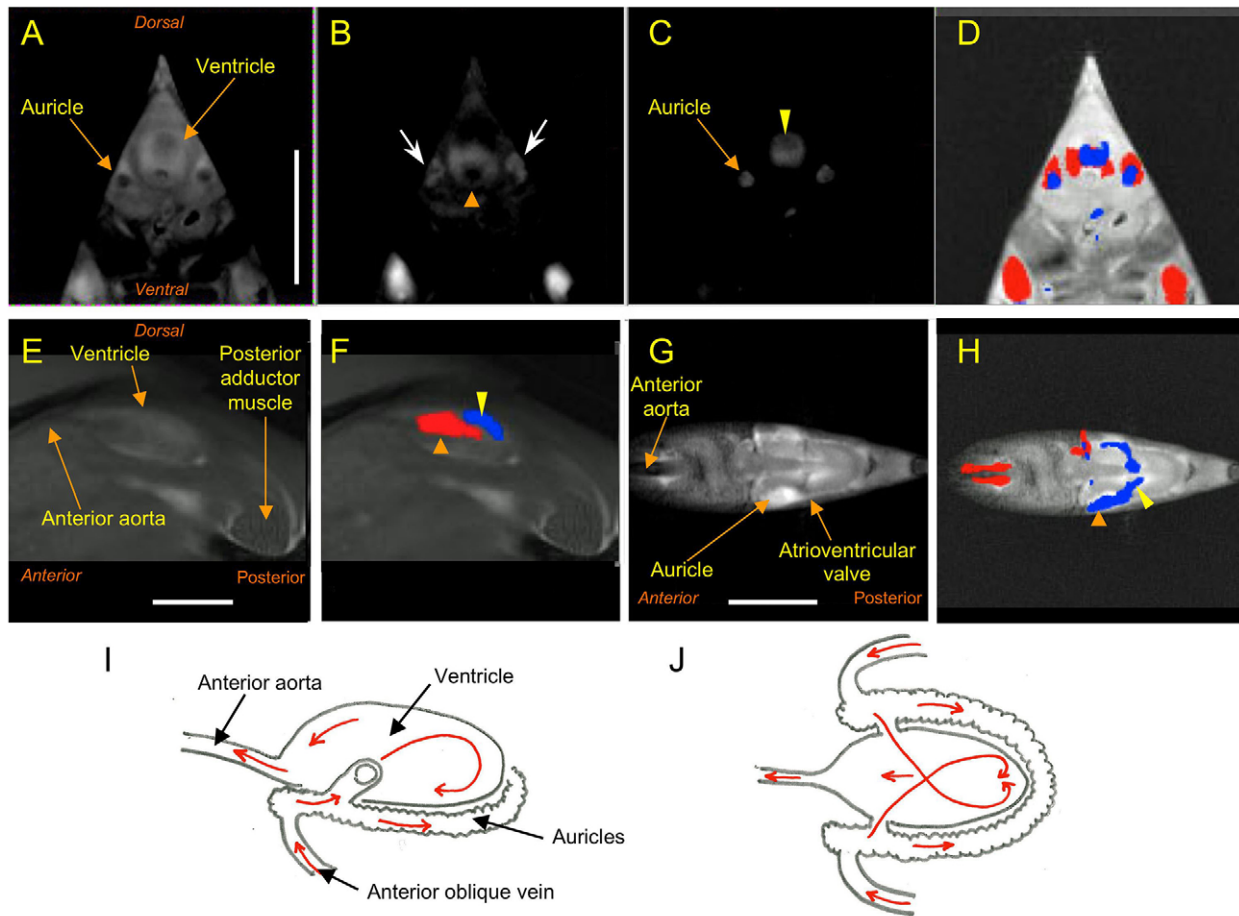 A
Dorsal
Ventricle
Auricle
Ventral
B
C
Auricle
D
E
Dorsal
Ventricle
Posterior
adductor
muscle
Anterior aorta
Anterior
Posterior
F
G
Anterior
aorta
Auricle
Atrioventricular
valve
Anterior
Posterior
H
I
Anterior aorta
Ventricle
Auricles
Anterior oblique vein
J